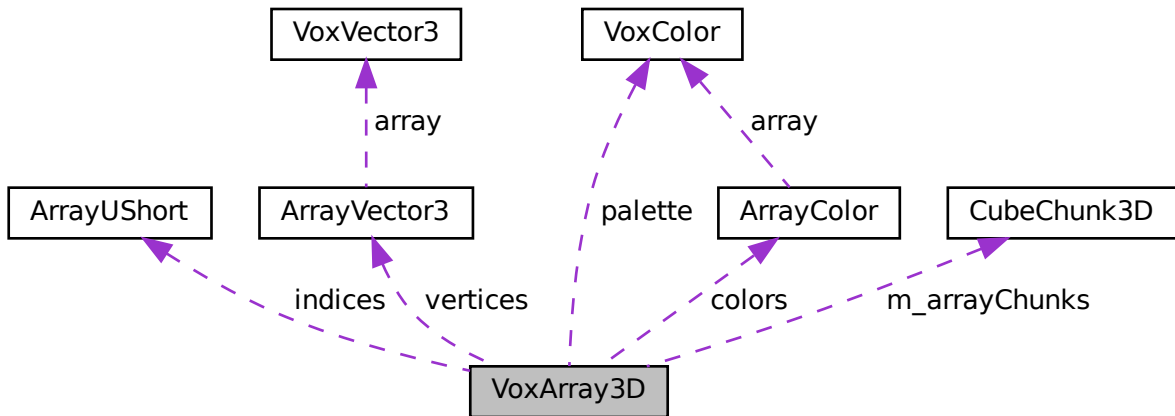 VoxVector3
VoxColor
array
array
ArrayUShort
ArrayVector3
palette
ArrayColor
CubeChunk3D
indices
vertices
colors
m_arrayChunks
VoxArray3D